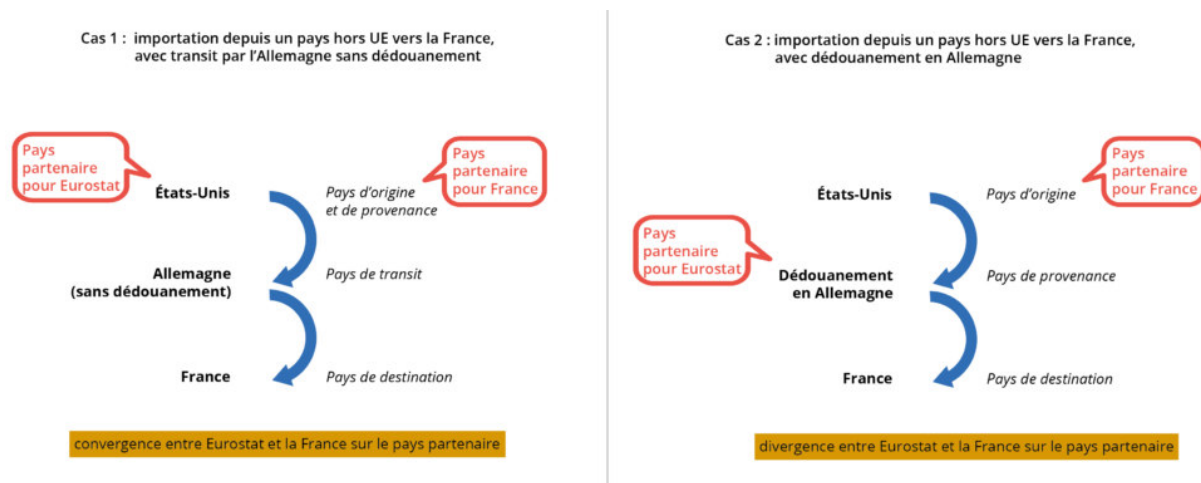 Cas 1 : importation depuis un pays hors UE vers la France,
avec transit par l'Allemagne sans dédouanement
Pays
partenaire
pour Eurostat
Pays
partenaire
pour France
États-Unis
Pays d'origine
et de provenance
Allemagne
(sans dédouanement)
Pays de transit
France
Pays de destination
convergence entre Eurostat et la France sur le pays partenaire
Cas 2 : importation depuis un pays hors UE vers la France,
avec dédouanement en Allemagne
Pays
partenaire
pour France
États-Unis
Pays d'origine
Pays
partenaire
pour Eurostat
Dédouanement
en Allemagne
Pays de provenance
France
Pays de destination
divergence entre Eurostat et la France sur le pays partenaire